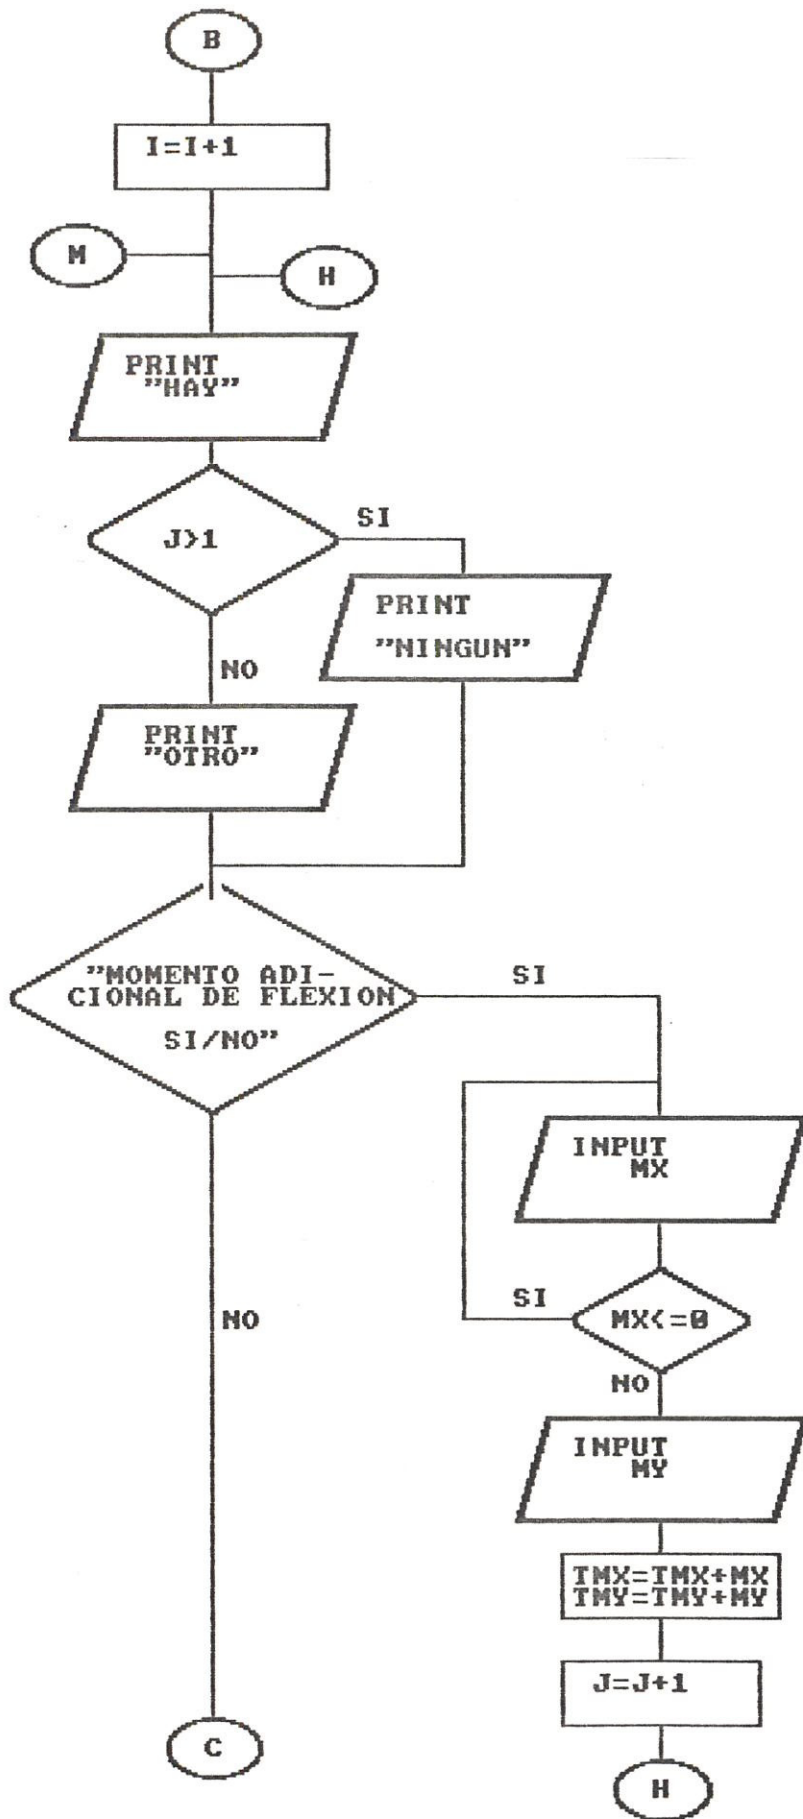 B
I=I+1
M
H
PRINT
"HAY"
J>1
SI
PRINT
"NINGUN"
NO
PRINT
"OTRO"
"MOMENTO ADI-
CIONAL DE FLEXION
SI/NO"
SI
INPUT
MX
SI
MX<=0
NO
NO
INPUT
MY
TMX=TMX+MX
TMY=TMY+MY
J=J+1
C
H